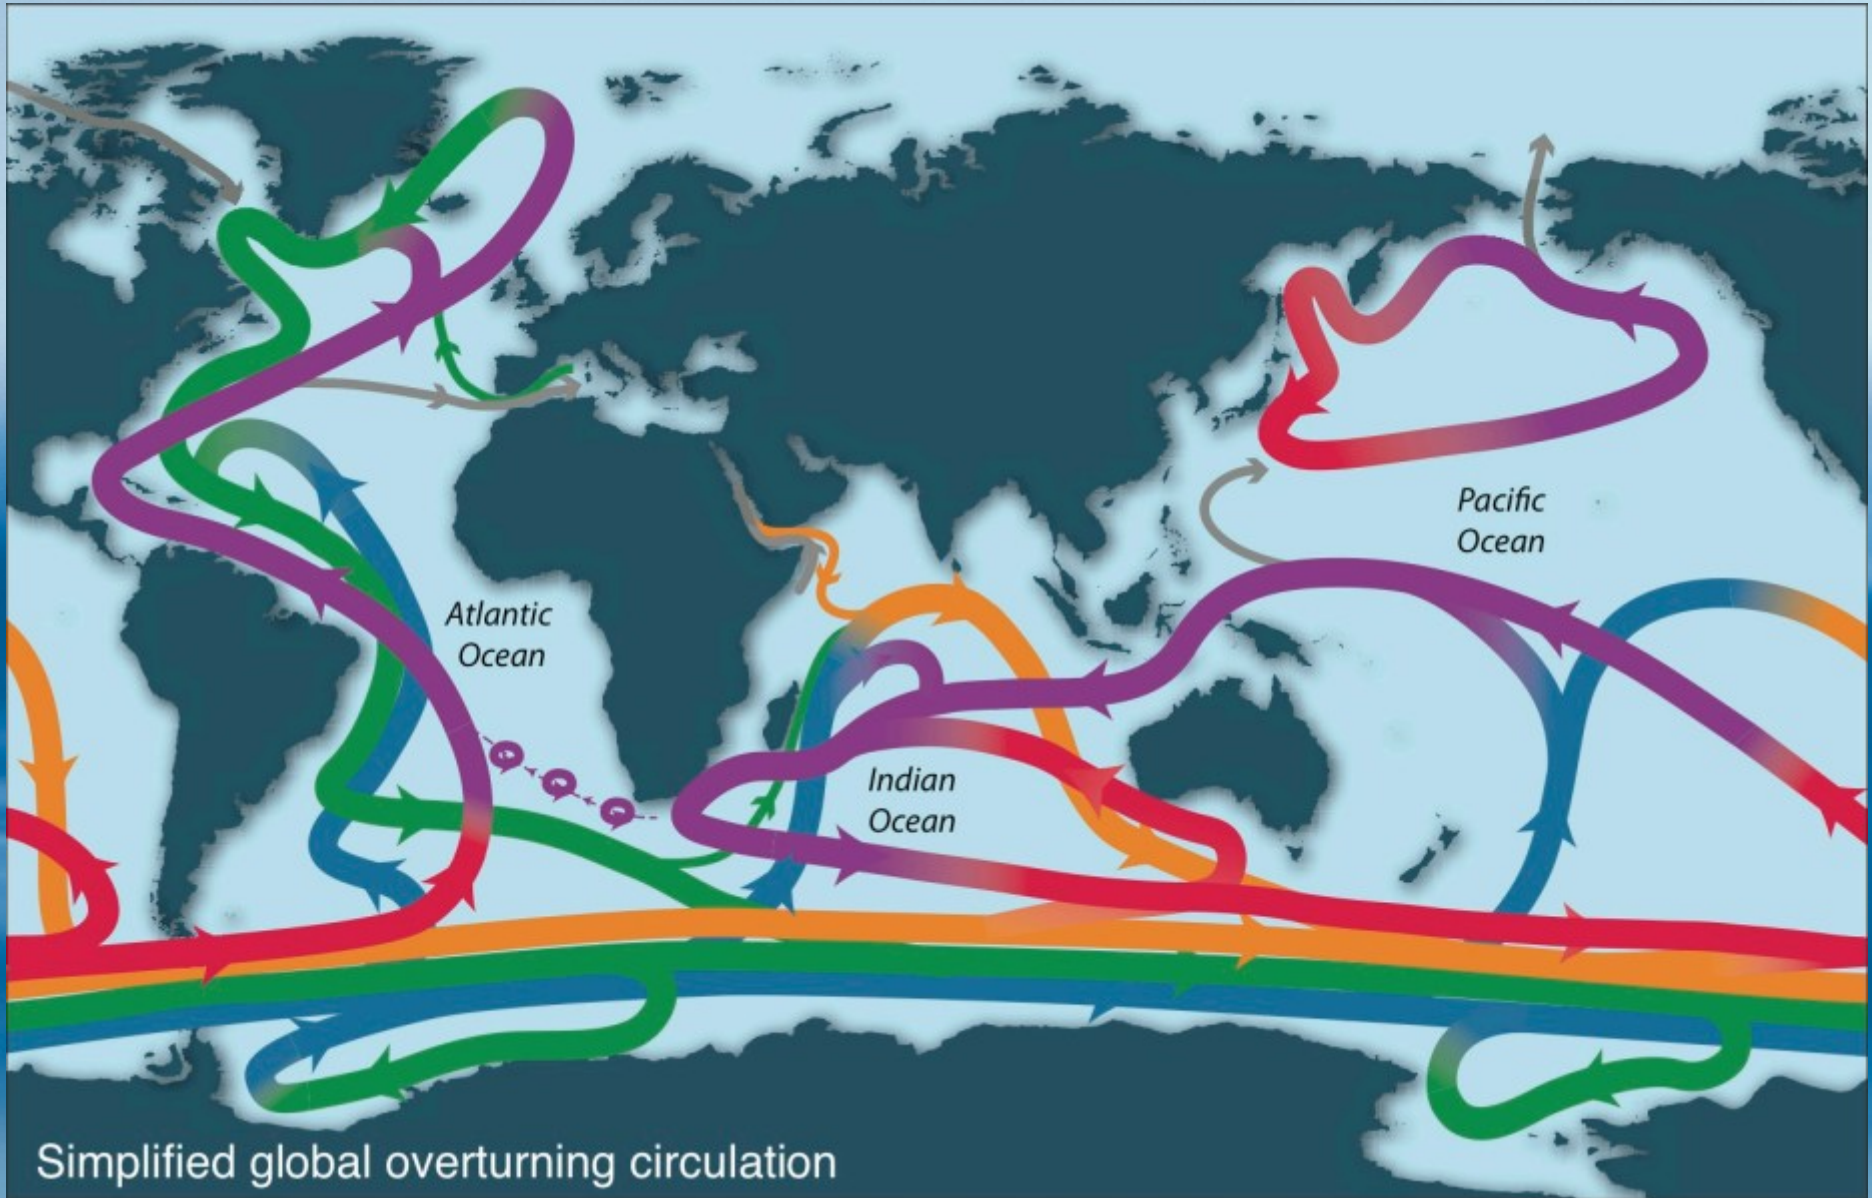 Pacific
Ocean
Atlantic
Ocean
Indian
Ocean
Simplified global overturning circulation